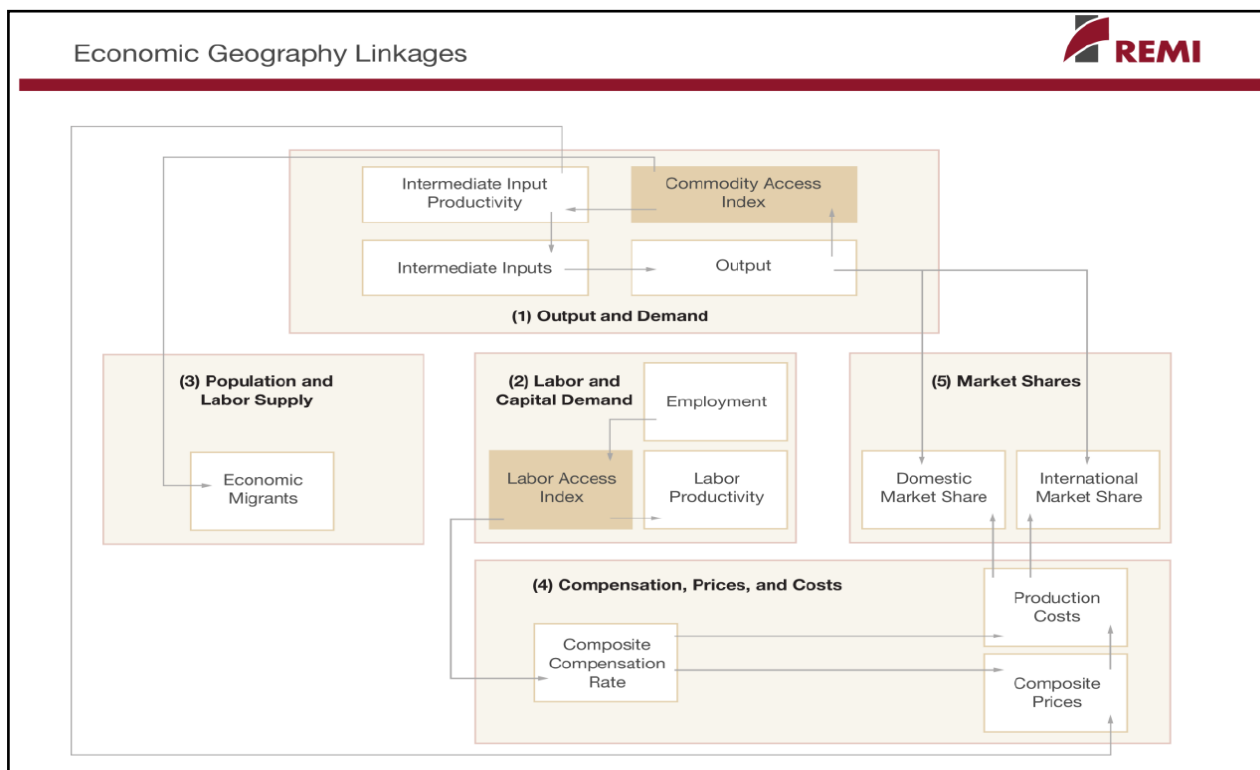 Economic Geography Linkages
REMI
Intermediate Input
Productivity
Commodity Access
Index
Intermediate Inputs
Output
(1) Output and Demand
(3) Population and
Labor Supply
Economic
Migrants
(2) Labor and
Capital Demand
Employment
Labor Access
Index
Labor
Productivity
(5) Market Shares
Domestic
Market Share
International
Market Share
(4) Compensation, Prices, and Costs
Production
Costs
Composite
Compensation
Rate
Composite
Prices